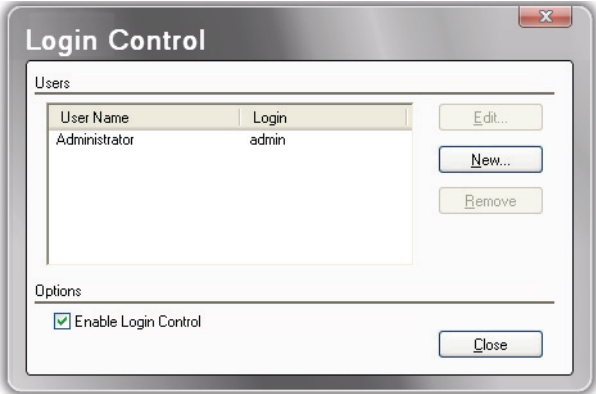 Login Control
Users
User Name Login
Administrator admin
Edit...
New...
Remove
Options
Enable Login Control
Close